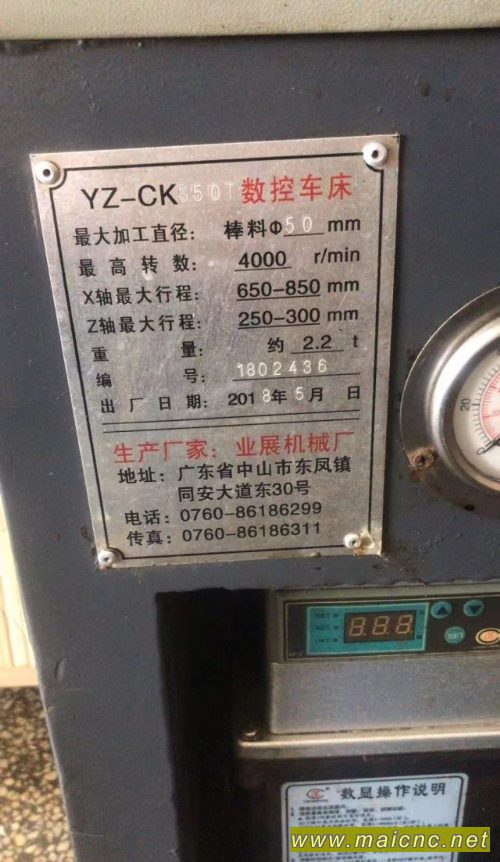 YZ-CKS50T 数控车床
最大加工直径: 棒料Φ50 mm
最高转数: 4000 r/min
X轴最大行程: 650-850 mm
Z轴最大行程: 250-300 mm
重量: 约 2.2 t
编号: 1802436
出厂日期: 2018年5月 日
生产厂家: 业展机械厂
地址: 广东省中山市东凤镇
同安大道东30号
电话: 0760-86186299
传真: 0760-86186311
20
SET
数显操作说明
www.maicnc.net